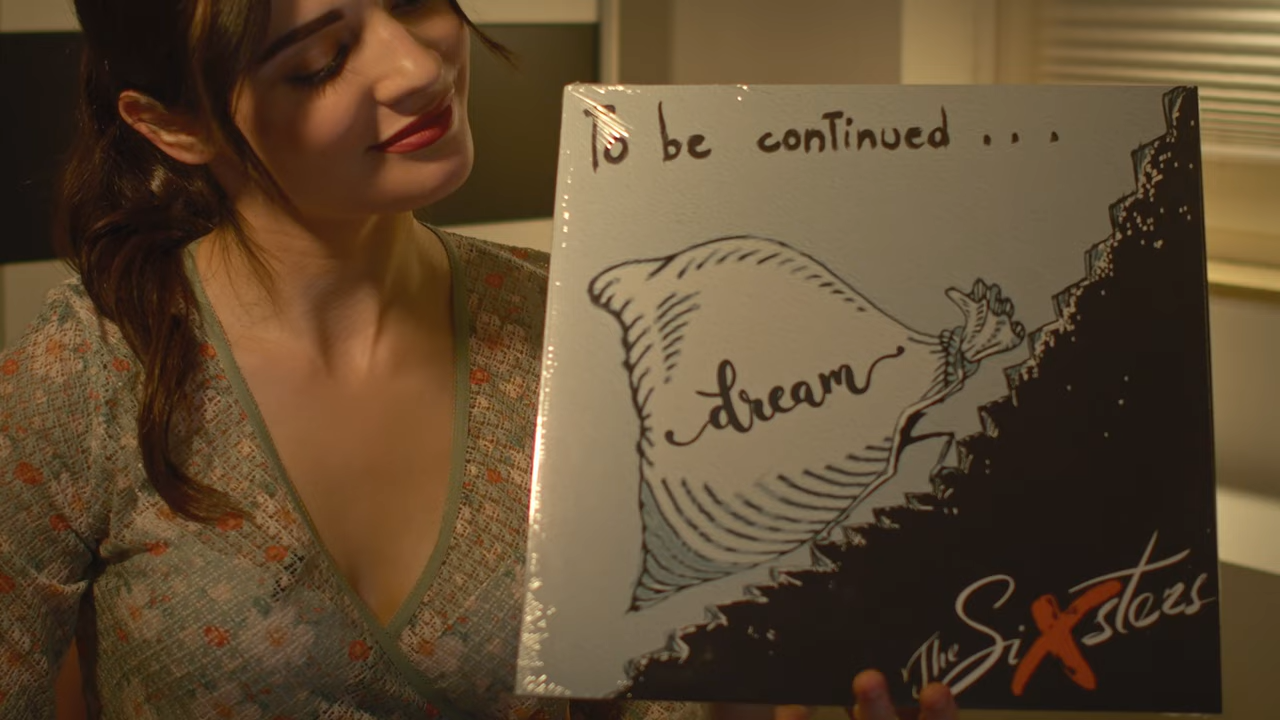 To be continued . . .
dream
The SiXsters